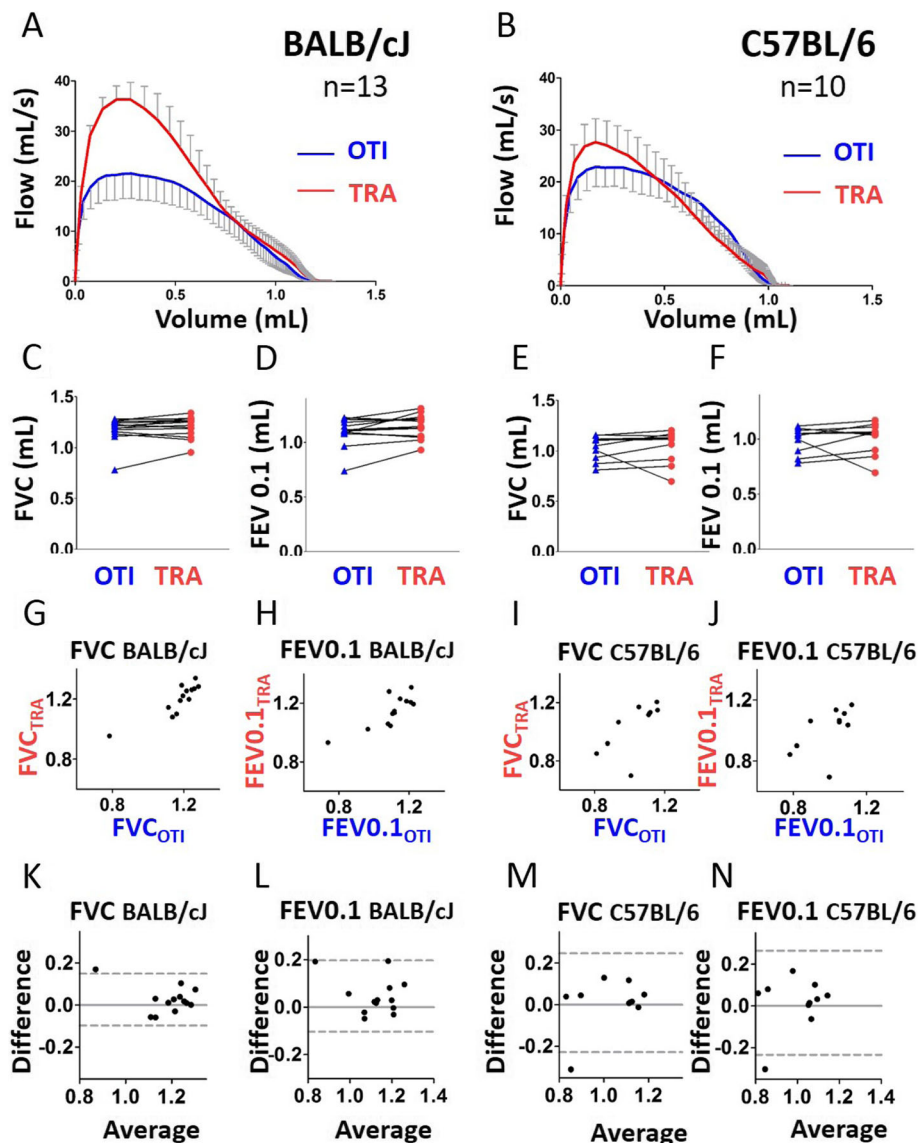 A
BALB/cJ
n=13
Flow (mL/s)
40
30
20
10
0
OTI
TRA
0.0
0.5
1.0
1.5
Volume (mL)
B
C57BL/6
n=10
Flow (mL/s)
40
30
20
10
0
OTI
TRA
0.0
0.5
1.0
1.5
Volume (mL)
C
FVC (mL)
1.5
1.0
0.5
0.0
OTI TRA
D
FEV 0.1 (mL)
1.0
0.5
0.0
OTI TRA
E
FVC (mL)
1.5
1.0
0.5
0.0
OTI TRA
F
FEV 0.1 (mL)
1.0
0.5
0.0
OTI TRA
G
FVC BALB/cJ
FVCTRA
1.2
0.8
0.8
1.2
FVCOTI
H
FEV0.1 BALB/cJ
FEV0.1TRA
1.2
0.8
0.8
1.2
FEV0.1OTI
I
FVC C57BL/6
FVCTRA
1.2
0.8
0.8
1.2
FVCOTI
J
FEV0.1 C57BL/6
FEV0.1TRA
1.2
0.8
0.8
1.2
FEV0.1OTI
K
FVC BALB/cJ
Difference
0.2
0.0
-0.2
0.8
1.0
1.2
1.4
Average
L
FEV0.1 BALB/cJ
Difference
0.2
0.0
-0.2
0.8
1.0
1.2
1.4
Average
M
FVC C57BL/6
Difference
0.2
0.0
-0.2
0.8
1.0
1.2
1.4
Average
N
FEV0.1 C57BL/6
Difference
0.2
0.0
-0.2
0.8
1.0
1.2
1.4
Average